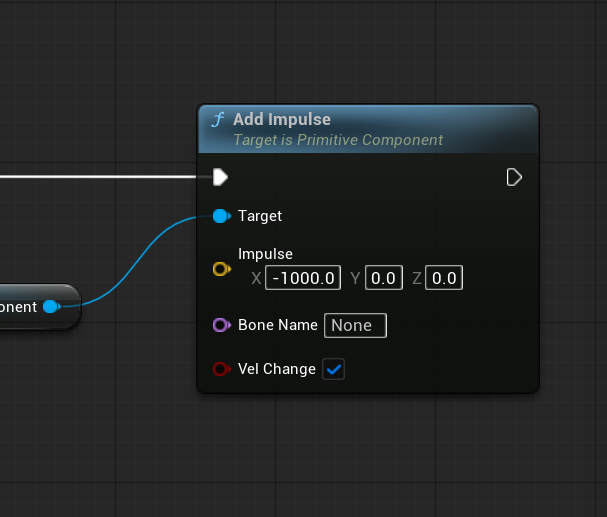 Add Impulse
Target is Primitive Component
Target
Impulse
X -1000.0 Y 0.0 Z 0.0
onent
Bone Name None
Vel Change